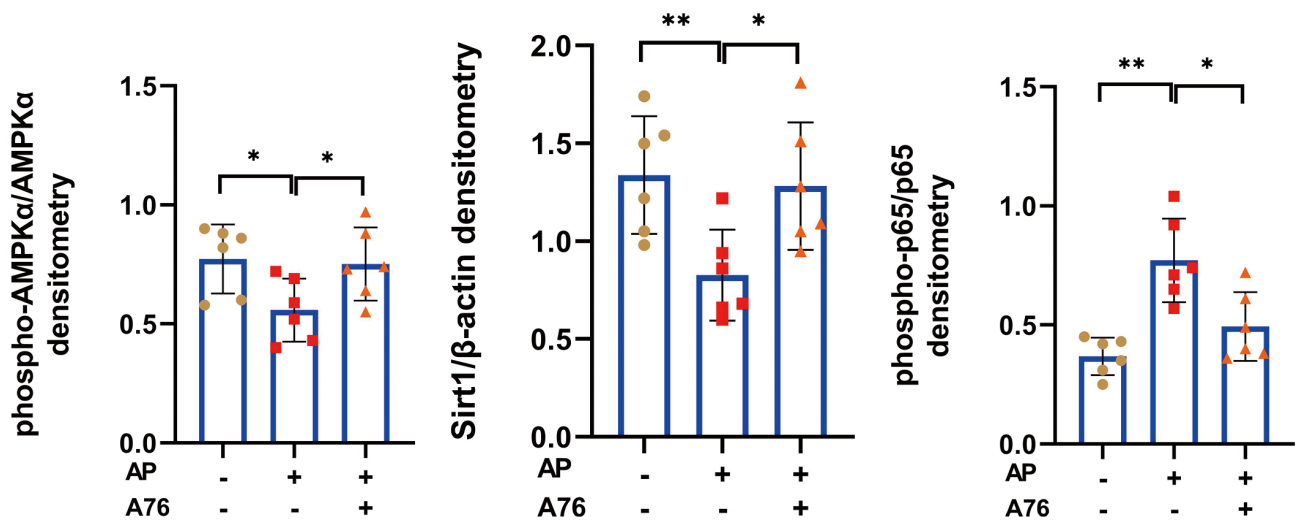 phospho-AMPKα/AMPKα
densitometry
1.5
1.0
0.5
0.0
*
*
AP - + +
A76 - - +
Sirt1/β-actin densitometry
2.0
1.5
1.0
0.5
0.0
**
*
AP - + +
A76 - - +
phospho-p65/p65
densitometry
1.5
1.0
0.5
0.0
**
*
AP - + +
A76 - - +